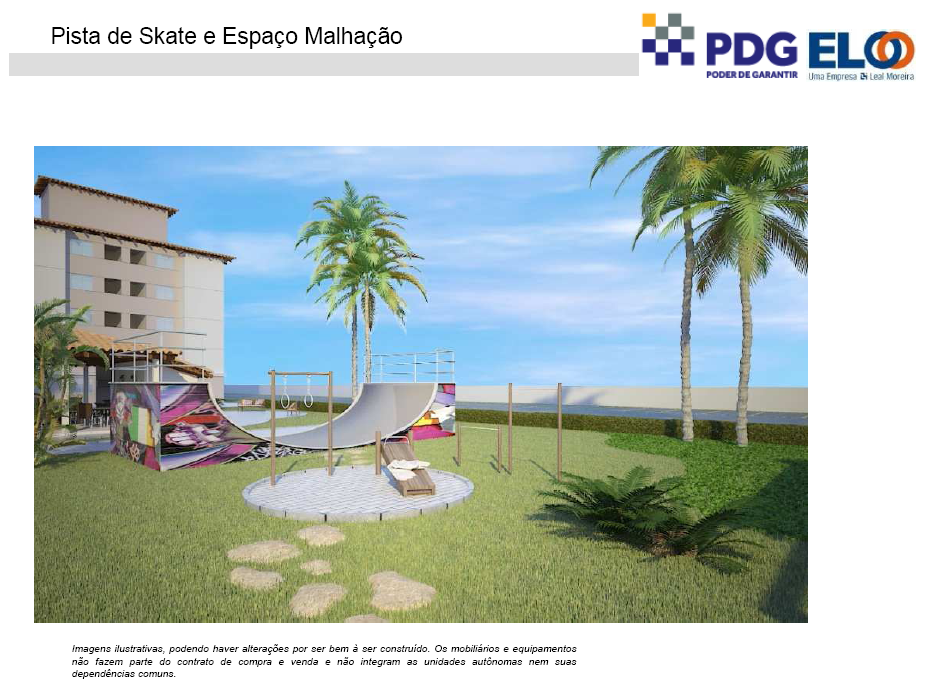 Pista de Skate e Espaço Malhação
PDG
PODER DE GARANTIR
ELO
Uma Empresa Leal Moreira
Imagens ilustrativas, podendo haver alterações por ser bem à ser construído. Os mobiliários e equipamentos
não fazem parte do contrato de compra e venda e não integram as unidades autônomas nem suas
dependências comuns.